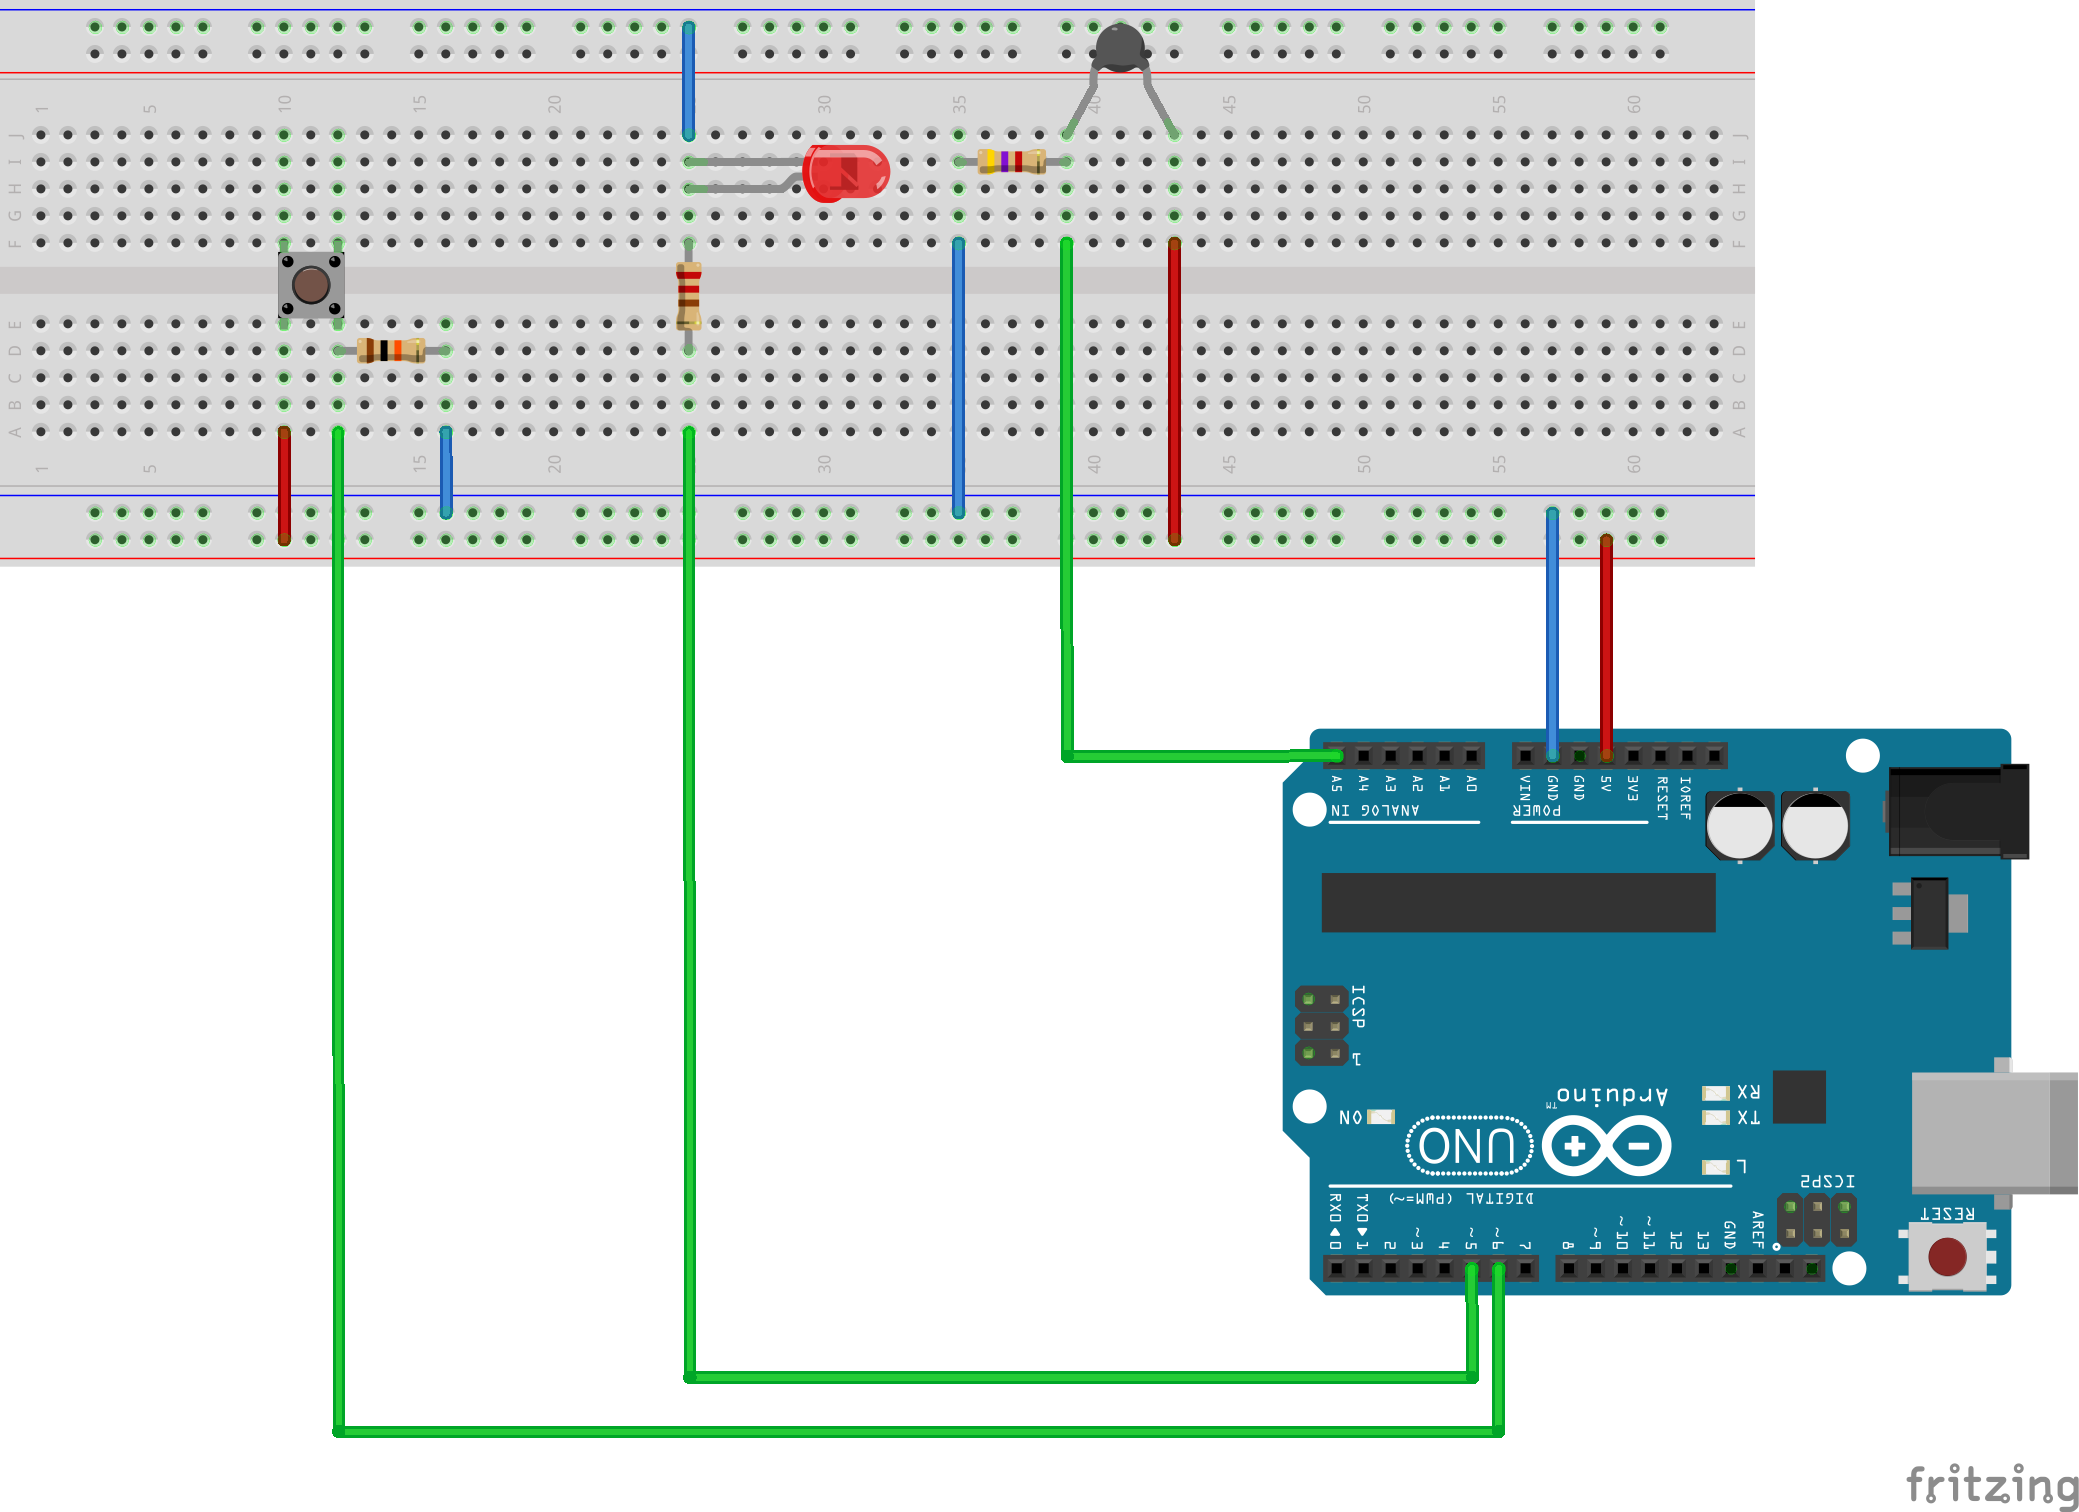 1 5 10 15 20 30 35 40 45 50 55 60
J J
I I
H H
G G
F F
E E
D D
C C
B B
A A
1 5 15 20 30 40 45 50 55 60
A5 A4 A3 A2 A1 A0 VIN GND GND 5V 3V3 RESET IOREF
ANALOG IN POWER
ICSP
1
Arduino
TM
RX
ON TX
UNO
L
ICSP2
DIGITAL (PWM=~)
RESET
RX0 TX0 AREF
0 1 2 ~3 4 ~5 ~6 7 8 ~9 ~10 ~11 12 13 GND
fritzing